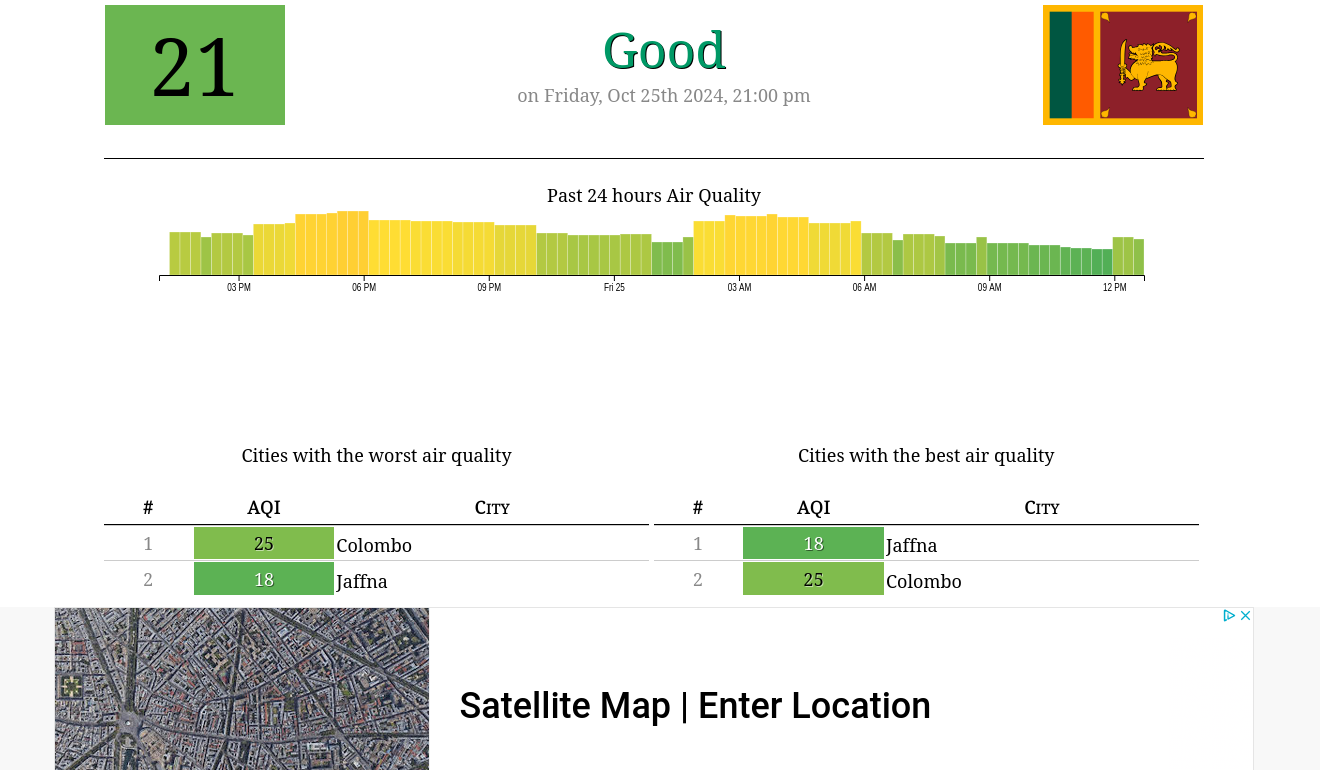 21
Good
on Friday, Oct 25th 2024, 21:00 pm
Past 24 hours Air Quality
03 PM 06 PM 09 PM Fri 25 03 AM 06 AM 09 AM 12 PM
Cities with the worst air quality
# AQI City
1 25 Colombo
2 18 Jaffna
Cities with the best air quality
# AQI City
1 18 Jaffna
2 25 Colombo
Satellite Map | Enter Location